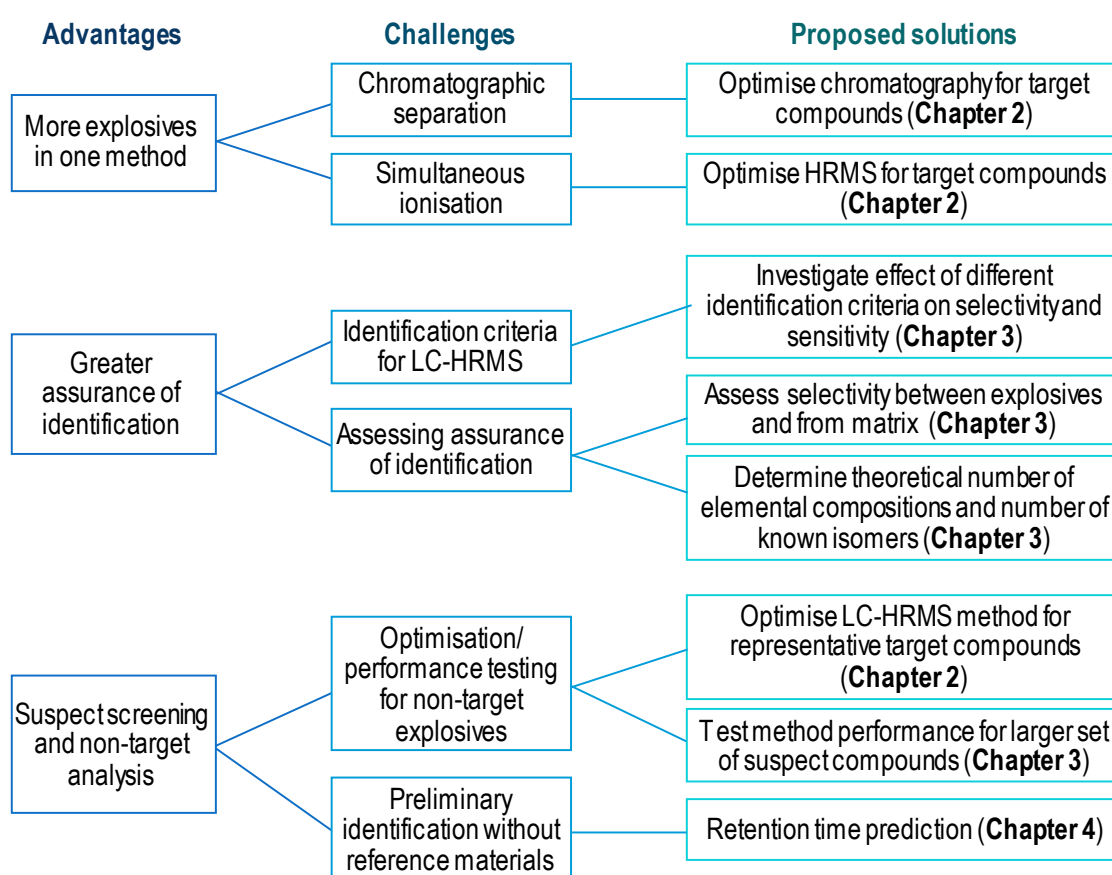 Advantages
Challenges
Proposed solutions
More explosives
in one method
Chromatographic
separation
Optimise chromatography for target
compounds (Chapter 2)
Simultaneous
ionisation
Optimise HRMS for target compounds
(Chapter 2)
Greater
assurance of
identification
Identification criteria
for LC-HRMS
Investigate effect of different
identification criteria on selectivity and
sensitivity (Chapter 3)
Assessing assurance
of identification
Assess selectivity between explosives
and from matrix (Chapter 3)
Determine theoretical number of
elemental compositions and number of
known isomers (Chapter 3)
Suspect screening
and non-target
analysis
Optimisation/
performance testing
for non-target
explosives
Optimise LC-HRMS method for
representative target compounds
(Chapter 2)
Test method performance for larger set
of suspect compounds (Chapter 3)
Preliminary
identification without
reference materials
Retention time prediction (Chapter 4)